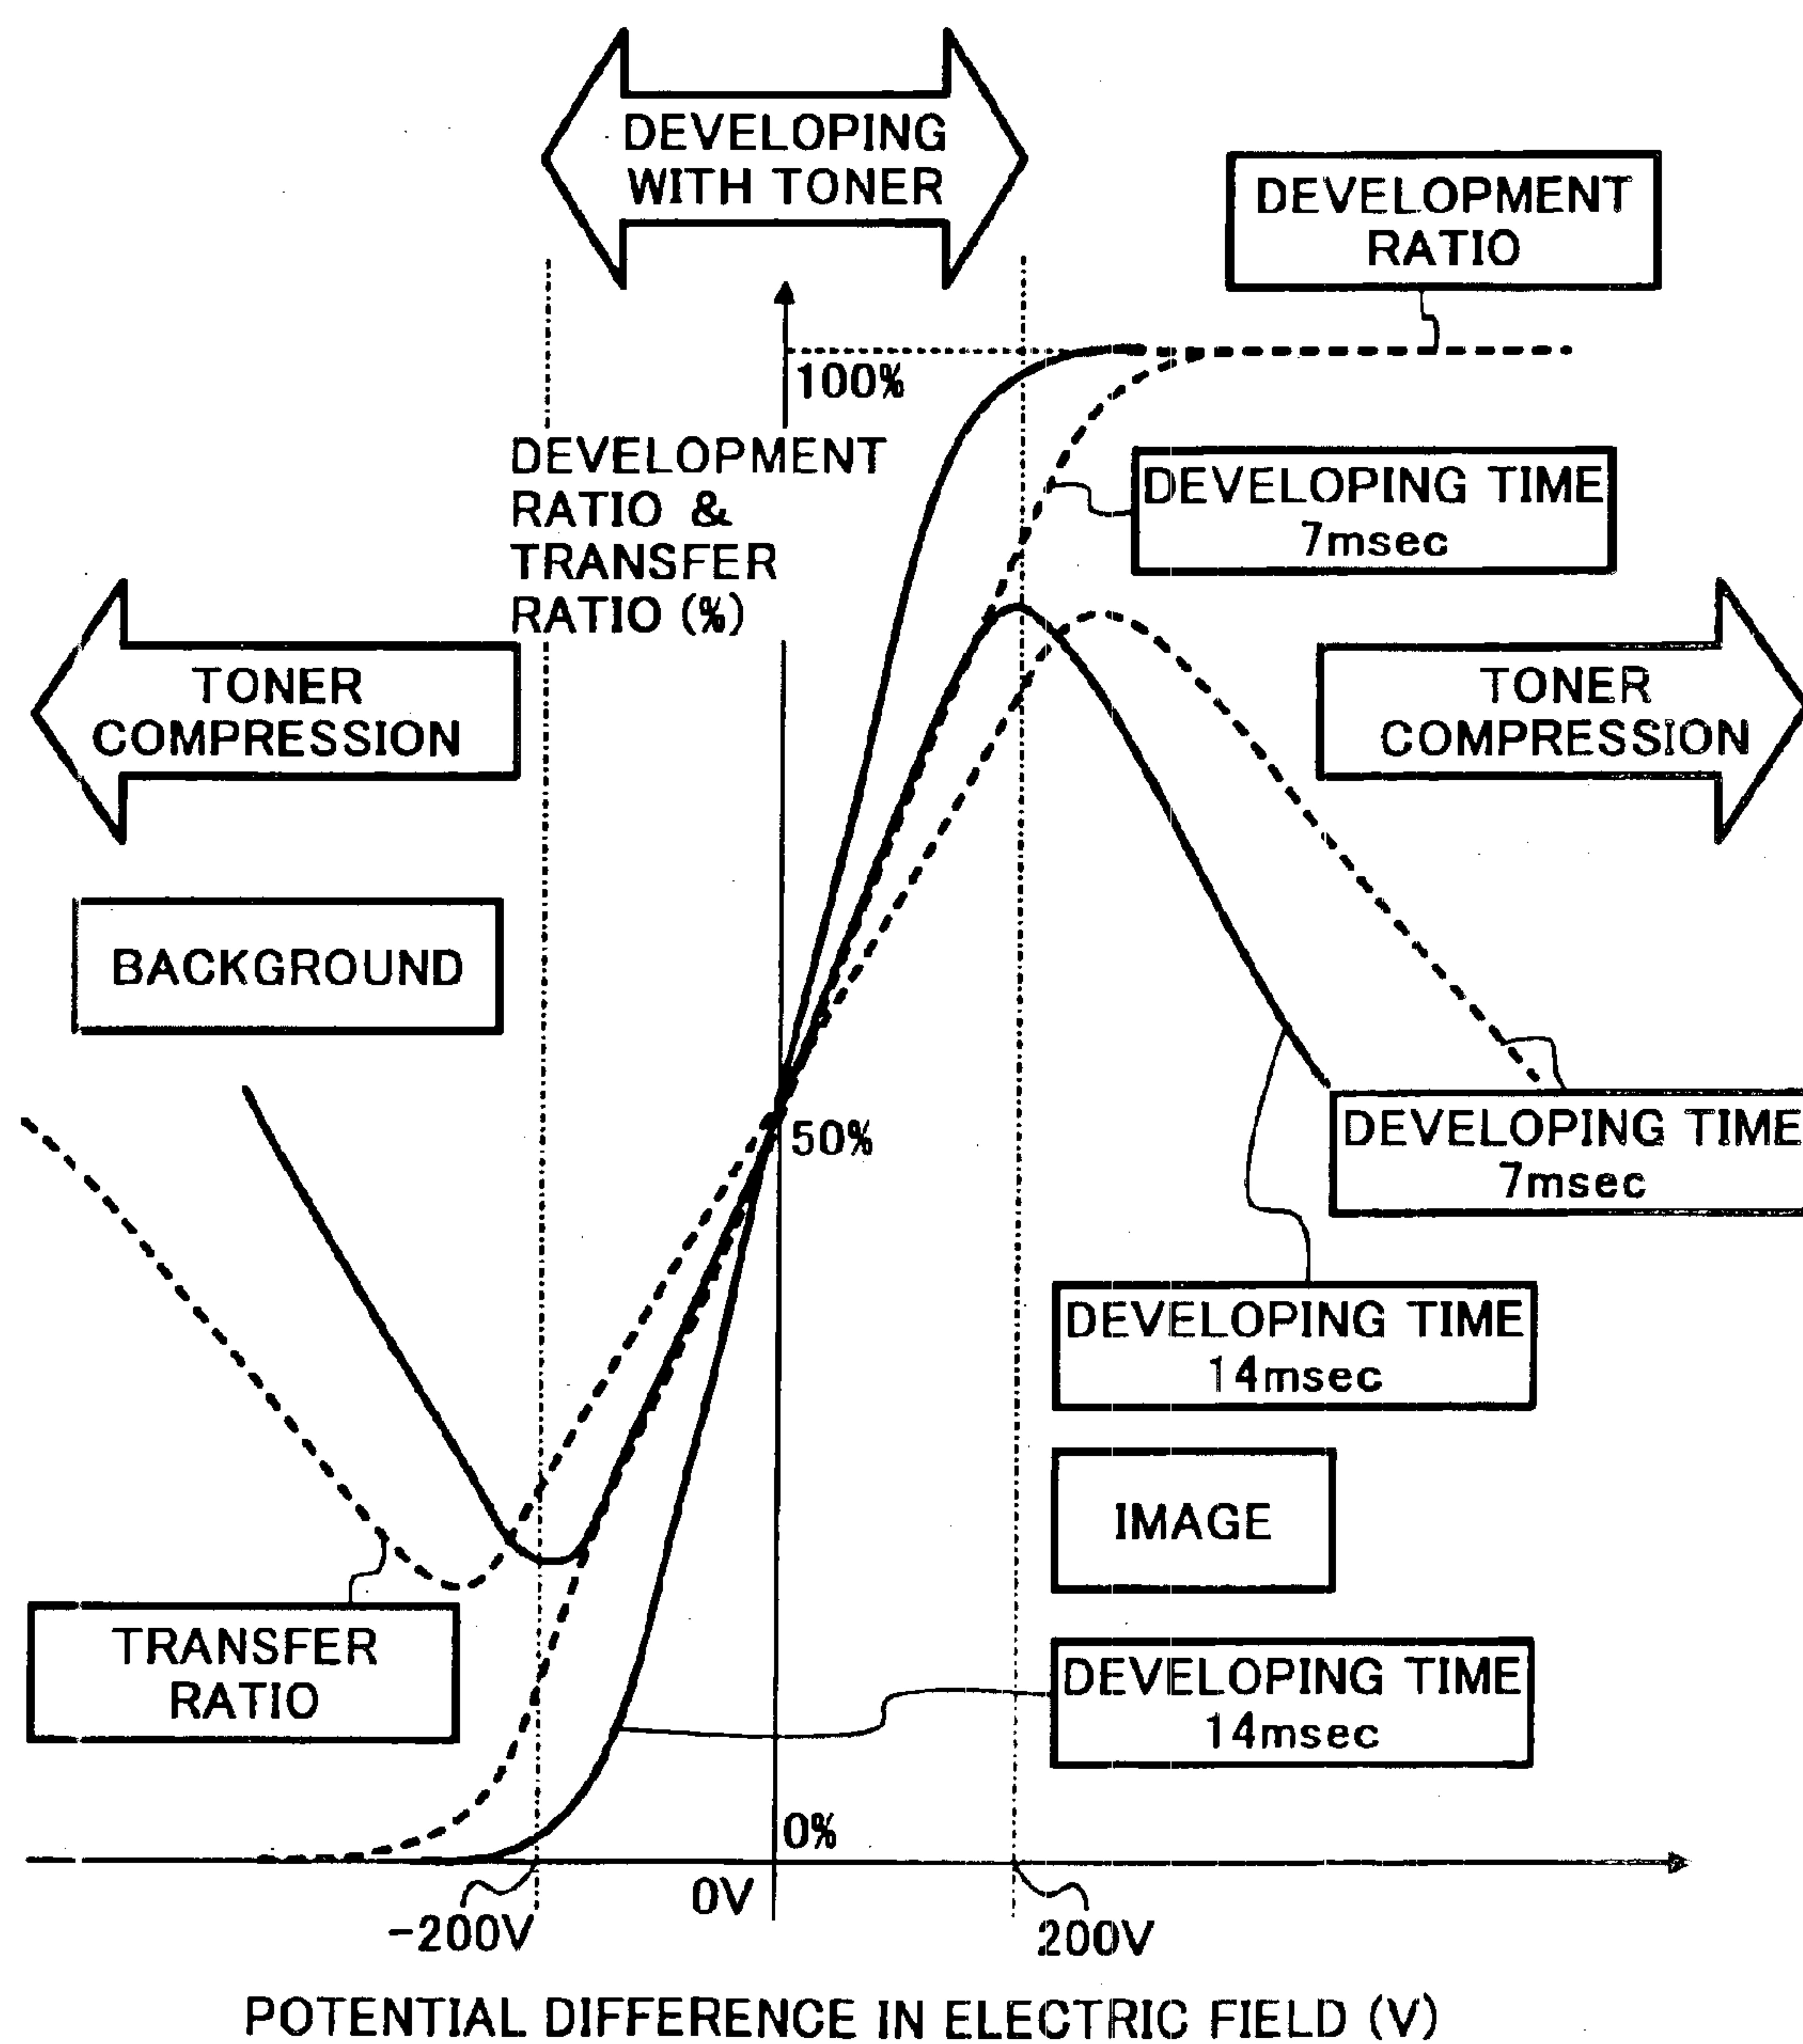 DEVELOPING
WITH TONER
DEVELOPMENT
RATIO
100%
DEVELOPMENT
RATIO &
TRANSFER
RATIO (%)
DEVELOPING TIME
7msec
TONER
COMPRESSION
TONER
COMPRESSION
BACKGROUND
50%
DEVELOPING TIME
7msec
DEVELOPING TIME
14msec
IMAGE
TRANSFER
RATIO
DEVELOPING TIME
14msec
0%
0V
-200V
200V
POTENTIAL DIFFERENCE IN ELECTRIC FIELD (V)